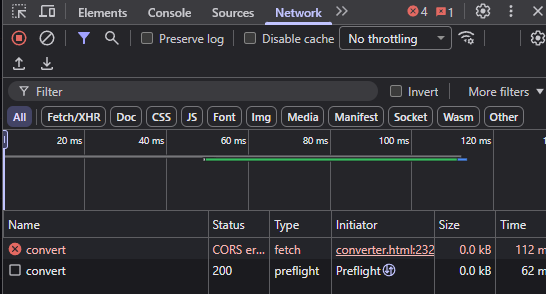 Elements Console Sources Network 4 1
Preserve log Disable cache No throttling
Filter Invert More filters
All Fetch/XHR Doc CSS JS Font Img Media Manifest Socket Wasm Other
20 ms 40 ms 60 ms 80 ms 100 ms 120 ms 1
Name Status Type Initiator Size Time
convert CORS er... fetch converter.html:232 0.0 kB 112 m
convert 200 preflight Preflight 0.0 kB 62 m